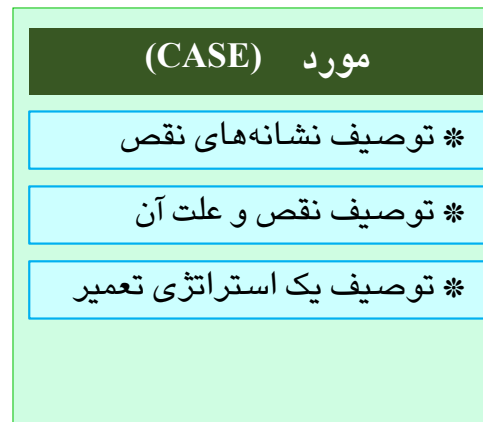 مورد (CASE)
❊ توصیف نشانه‌های نقص
❊ توصیف نقص و علت آن
❊ توصیف یک استراتژی تعمیر